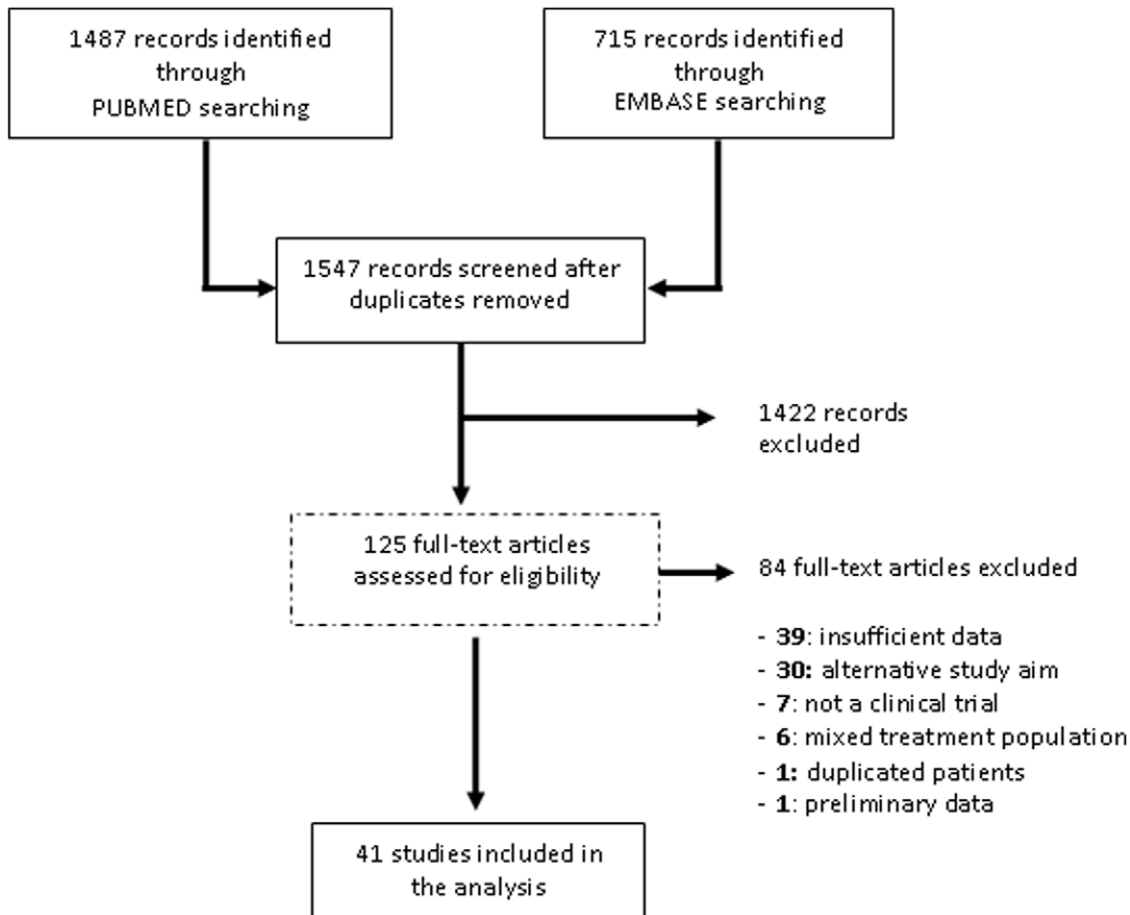 1487 records identified
through
PUBMED searching
715 records identified
through
EMBASE searching
1547 records screened after
duplicates removed
1422 records
excluded
125 full-text articles
assessed for eligibility
84 full-text articles excluded
- 39: insufficient data
- 30: alternative study aim
- 7: not a clinical trial
- 6: mixed treatment population
- 1: duplicated patients
- 1: preliminary data
41 studies included in
the analysis